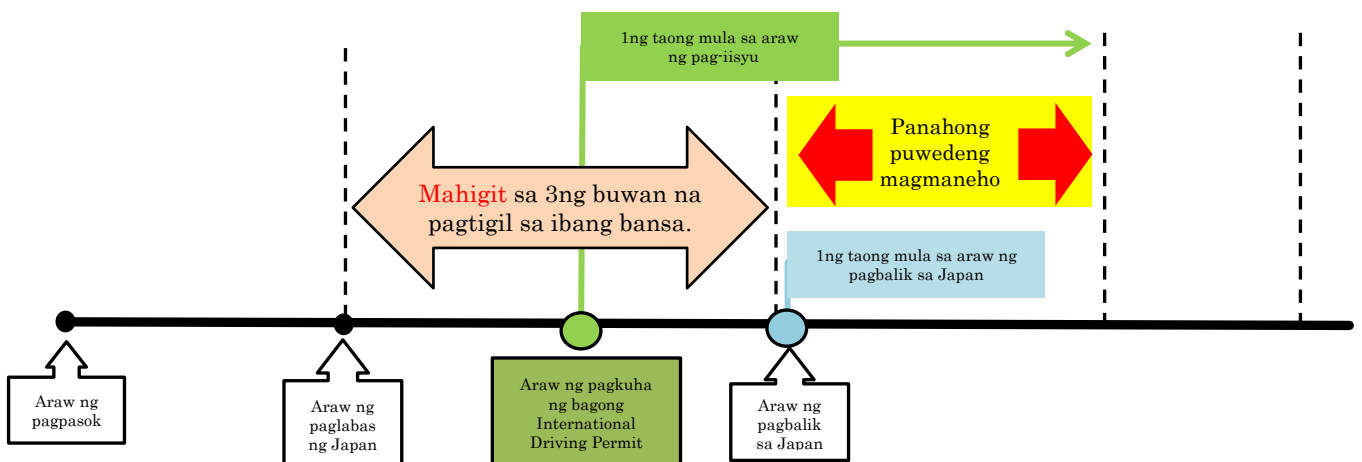 1ng taong mula sa araw
ng pag-iisyu
Panahong
puwedeng
magmaneho
Mahigit sa 3ng buwan na
pagtigil sa ibang bansa.
1ng taong mula sa araw ng
pagbalik sa Japan
Araw ng
pagpasok
Araw ng
paglabas
ng Japan
Araw ng pagkuha
ng bagong
International
Driving Permit
Araw ng
pagbalik
sa Japan